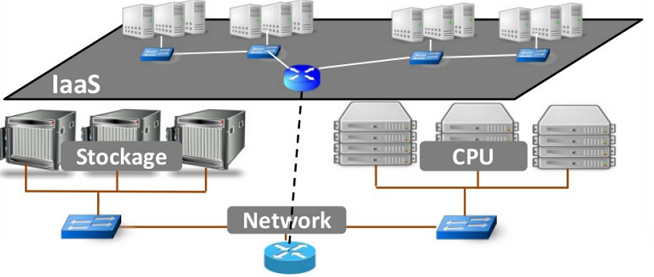 IaaS
Stockage
CPU
Network